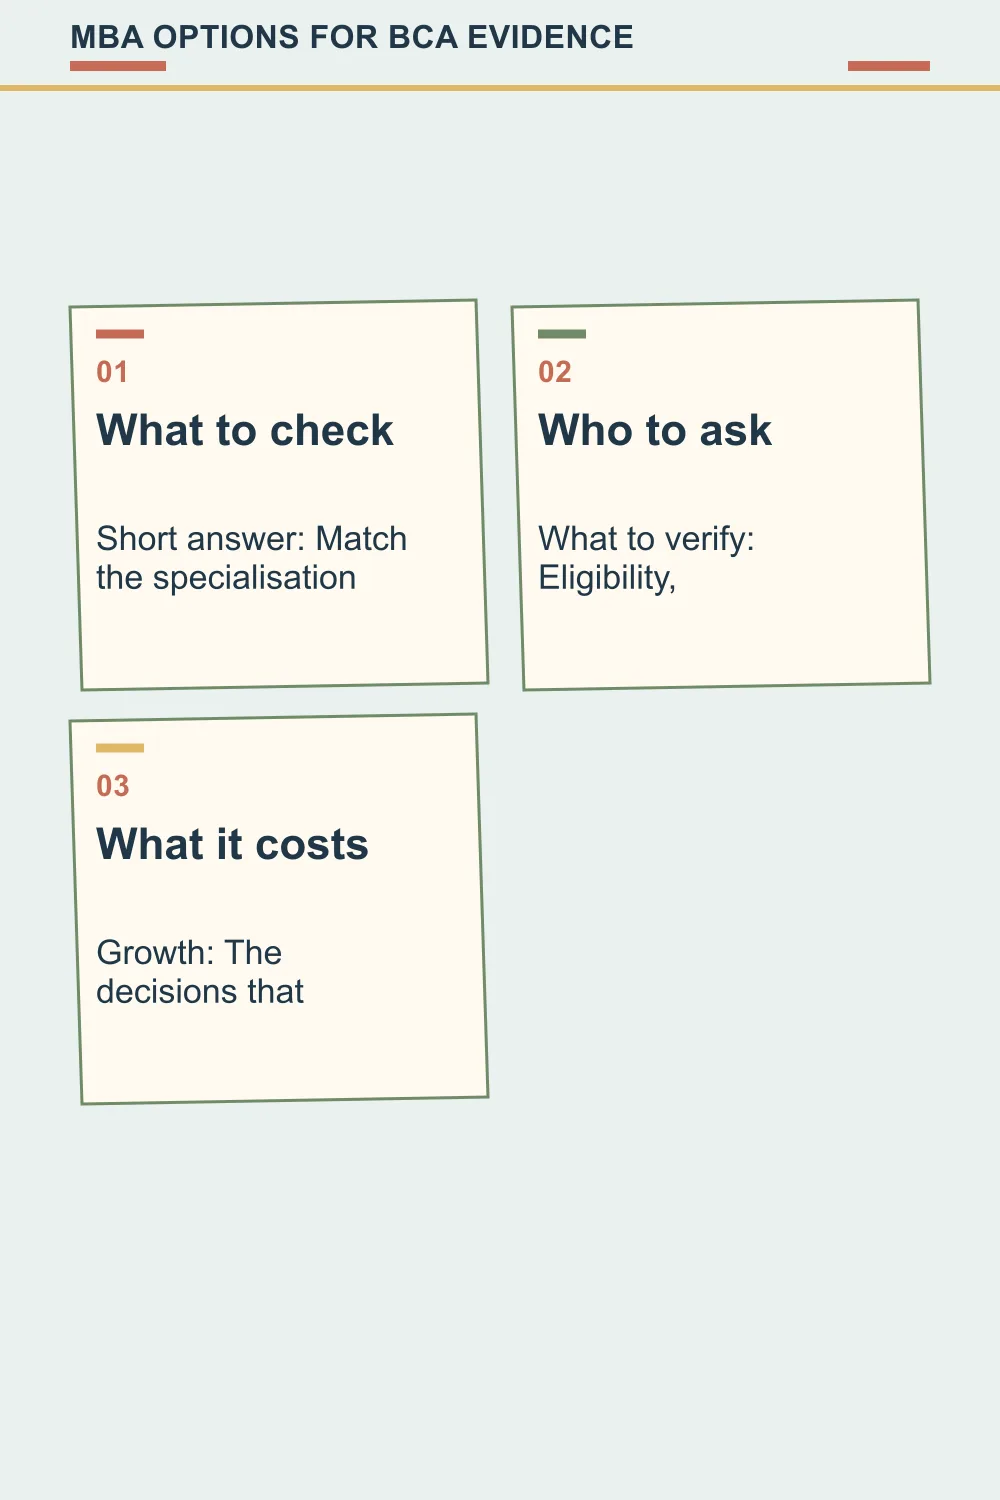 MBA OPTIONS FOR BCA EVIDENCE
01
What to check
Short answer: Match
the specialisation
02
Who to ask
What to verify:
Eligibility,
03
What it costs
Growth: The
decisions that